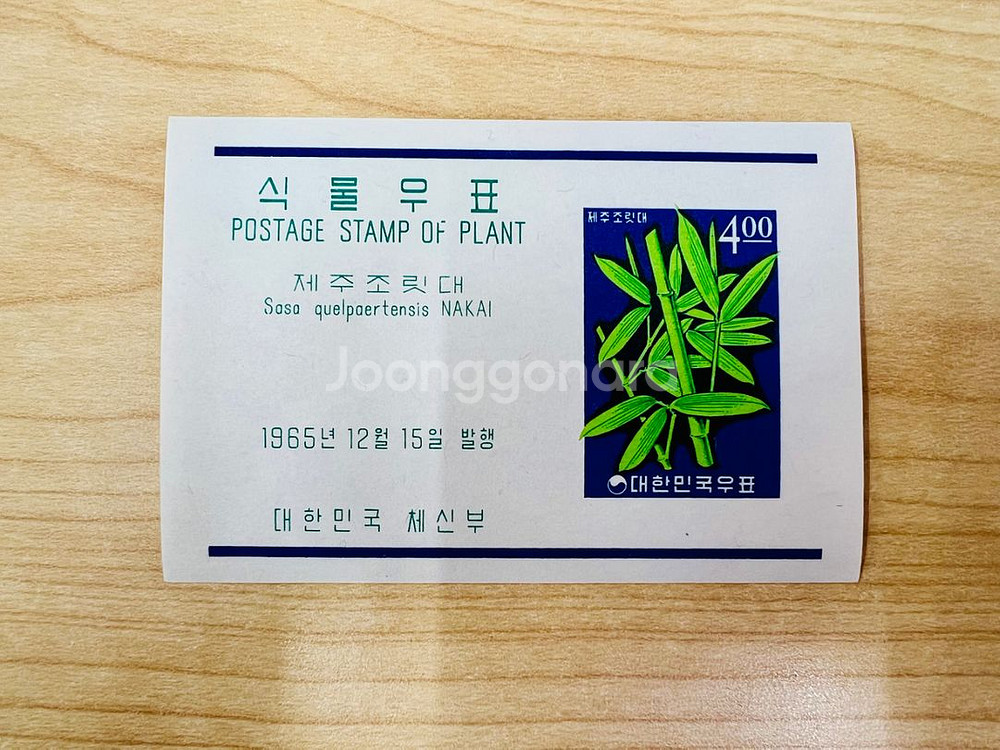 식물우표
POSTAGE STAMP OF PLANT
제주조릿대
Sasa quelpaertensis NAKAI
1965년 12월 15일 발행
대한민국 체신부
제주조릿대
4.00
대한민국우표
Joonggonara